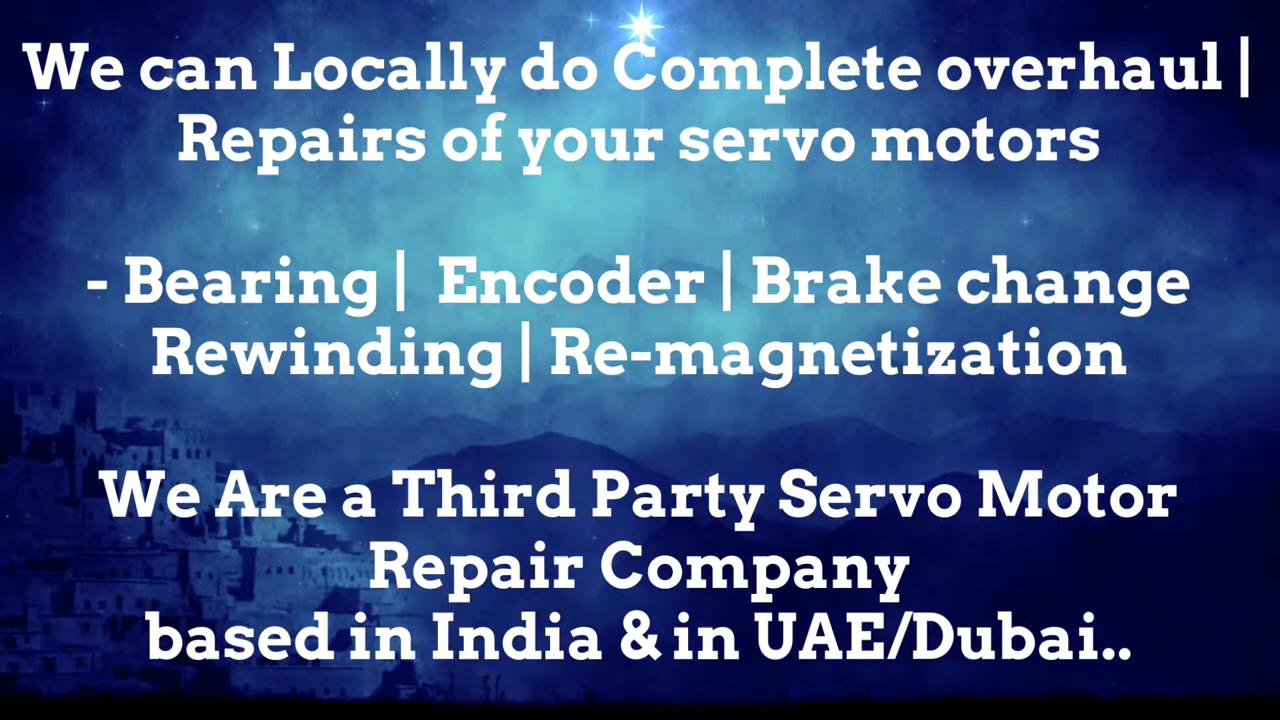 We can Locally do Complete overhaul |
Repairs of your servo motors
- Bearing | Encoder | Brake change
Rewinding | Re-magnetization
We Are a Third Party Servo Motor
Repair Company
based in India & in UAE/Dubai..